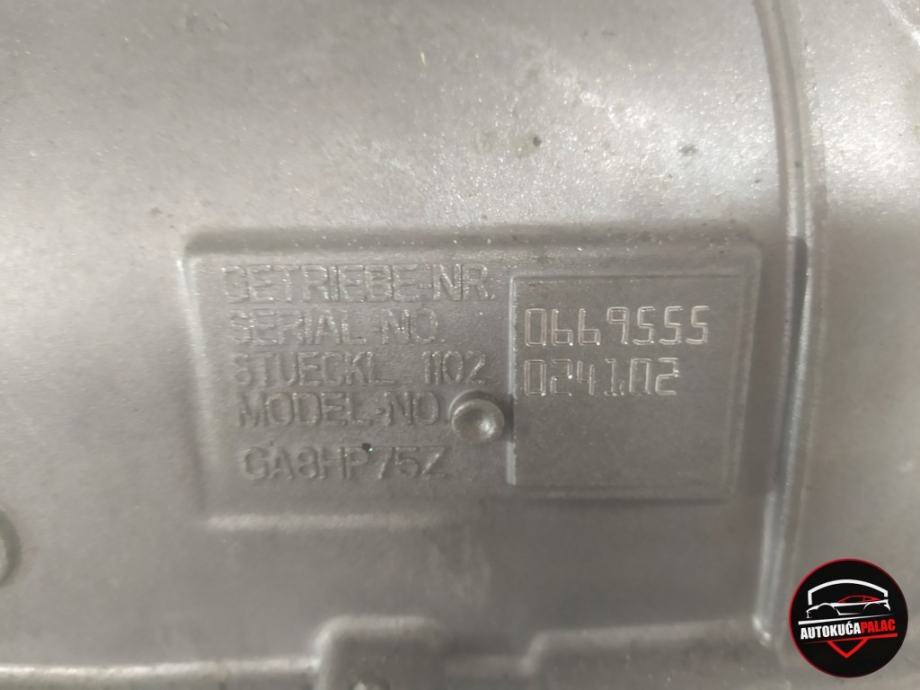 GETRIEBE-NR.
SERIAL-NO. 0669555
STUECKL. 1102 024102
MODEL-NO.
GA8HP75Z
AUTOKUĆA PALAC